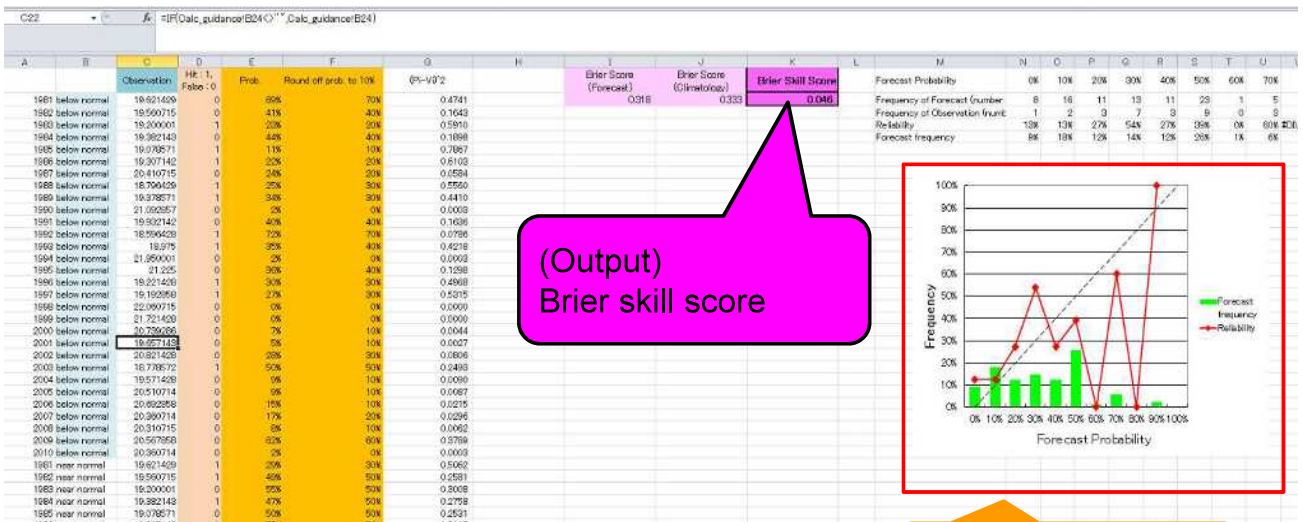 C22 fx =IF(Calc_guidance!B24<>"",Calc_guidance!B24)
A B C D E F G H I J K L M N O P Q R S T U
Observation Hit : 1, False : 0 Prob. Round off prob. to 10% (Pi-Vi)^2 Brier Score (Forecast) Brier Score (Climatology) Brier Skill Score Forecast Probability 0% 10% 20% 30% 40% 50% 60% 70%
1981 below normal 19.621429 0 69% 70% 0.4741 0.318 0.333 0.046 Frequency of Forecast (number 8 16 11 13 11 23 1 5
1982 below normal 19.560715 0 41% 40% 0.1643 Frequency of Observation (numb 1 2 3 7 3 9 0 3
1983 below normal 19.200001 1 23% 20% 0.5910 Reliability 13% 13% 27% 54% 27% 39% 0% 60%
1984 below normal 19.382143 0 44% 40% 0.1898 Forecast frequency 9% 18% 12% 14% 12% 26% 1% 6%
1985 below normal 19.078571 1 11% 10% 0.7867
1986 below normal 19.307142 1 22% 20% 0.6103
1987 below normal 20.410715 0 24% 20% 0.0584
1988 below normal 18.796429 1 25% 30% 0.5560
1989 below normal 19.378571 1 34% 30% 0.4410
1990 below normal 21.092857 0 2% 0% 0.0003
1991 below normal 19.932142 0 40% 40% 0.1636
1992 below normal 18.596428 1 72% 70% 0.0786
1993 below normal 18.975 1 35% 40% 0.4218
1994 below normal 21.950001 0 2% 0% 0.0003
1995 below normal 21.225 0 36% 40% 0.1298
1996 below normal 19.221428 1 30% 30% 0.4968
1997 below normal 19.192858 1 27% 30% 0.5315
1998 below normal 22.060715 0 0% 0% 0.0000
1999 below normal 21.721428 0 0% 0% 0.0000
2000 below normal 20.739286 0 7% 10% 0.0044
2001 below normal 19.657143 0 5% 10% 0.0027
2002 below normal 20.821428 0 28% 30% 0.0806
2003 below normal 18.778572 1 50% 50% 0.2493
2004 below normal 19.571428 0 9% 10% 0.0090
2005 below normal 20.510714 0 9% 10% 0.0087
2006 below normal 20.692858 0 15% 10% 0.0215
2007 below normal 20.360714 0 17% 20% 0.0296
2008 below normal 20.310715 0 8% 10% 0.0062
2009 below normal 20.567858 0 62% 60% 0.3789
2010 below normal 20.360714 0 2% 0% 0.0003
1981 near normal 19.621429 1 29% 30% 0.5062
1982 near normal 19.560715 1 49% 50% 0.2581
1983 near normal 19.200001 0 55% 50% 0.3008
1984 near normal 19.382143 1 47% 50% 0.2758
1985 near normal 19.078571 0 50% 50% 0.2531
(Output)
Brier skill score
100%
90%
80%
70%
60%
50%
40%
30%
20%
10%
0%
Frequency
0% 10% 20% 30% 40% 50% 60% 70% 80% 90% 100%
Forecast Probability
Forecast frequency
Reliability